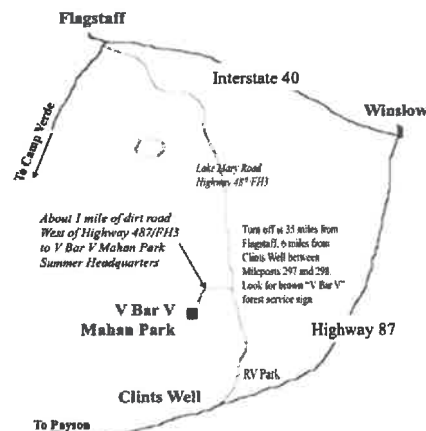 Flagstaff
Interstate 40
Winslow
To Camp Verde
Lake Mary Road
Highway 487/FH3
About 1 mile of dirt road
West of Highway 487/FH3
to V Bar V Mahan Park
Summer Headquarters
Turn off at 35 miles from
Flagstaff, 6 miles from
Clints Well between
Mileposts 297 and 298.
Look for brown "V Bar V"
forest service sign
V Bar V
Mahan Park
Highway 87
RV Park
Clints Well
To Payson